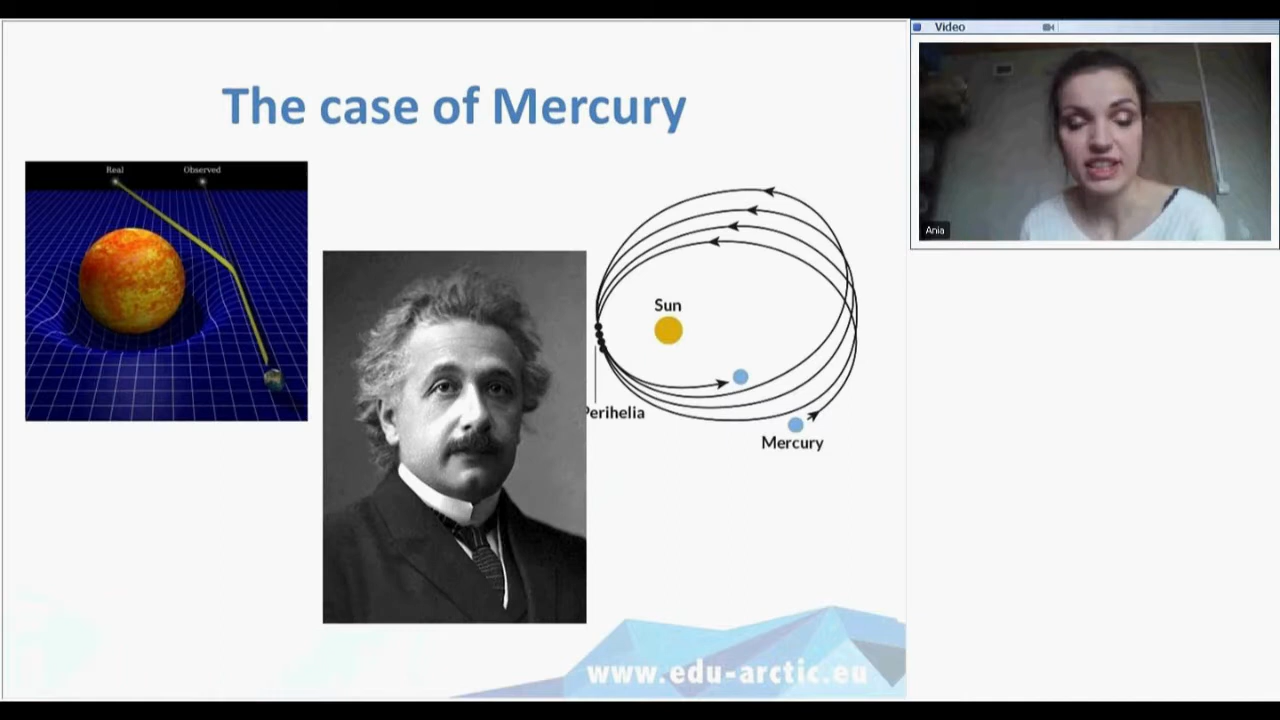 The case of Mercury
Real
Observed
Sun
Perihelia
Mercury
www.edu-arctic.eu
Video
Ania